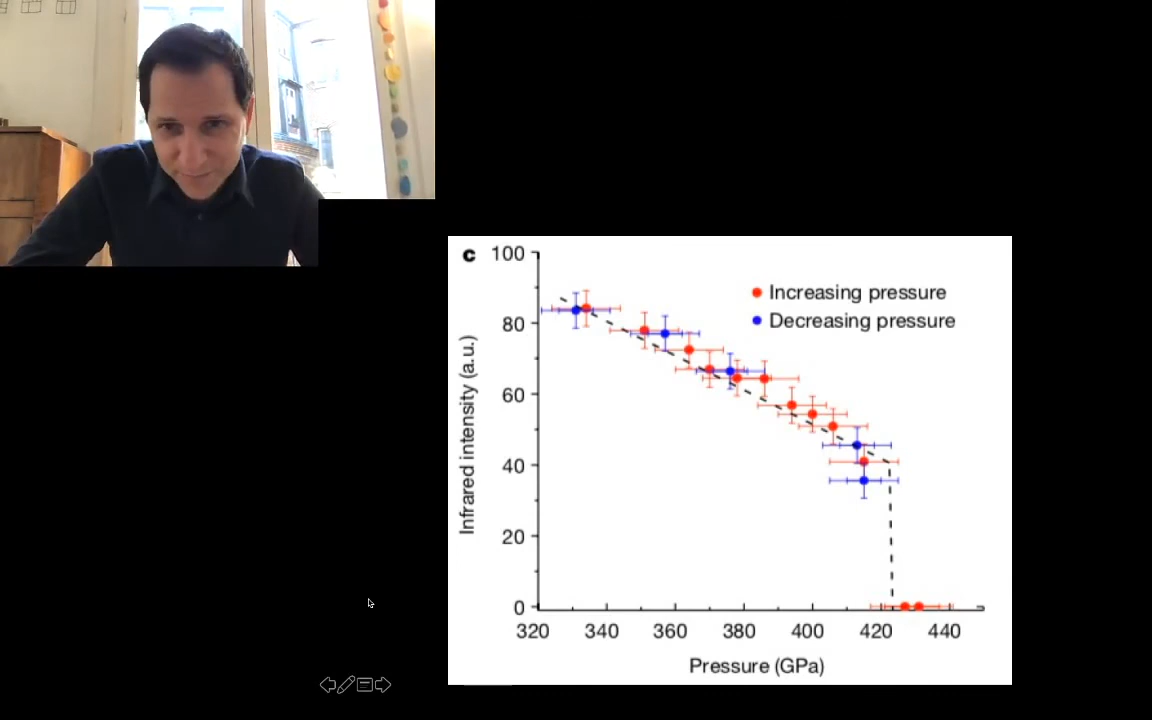 c
100
80
60
40
20
0
Infrared intensity (a.u.)
Increasing pressure
Decreasing pressure
320 340 360 380 400 420 440
Pressure (GPa)